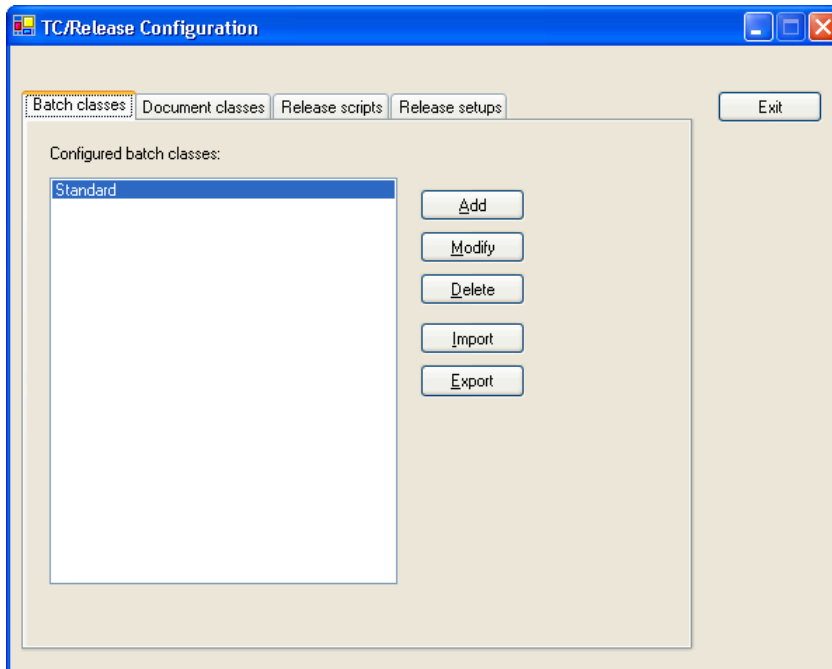 TC/Release Configuration
Batch classes
Document classes
Release scripts
Release setups
Exit
Configured batch classes:
Standard
Add
Modify
Delete
Import
Export